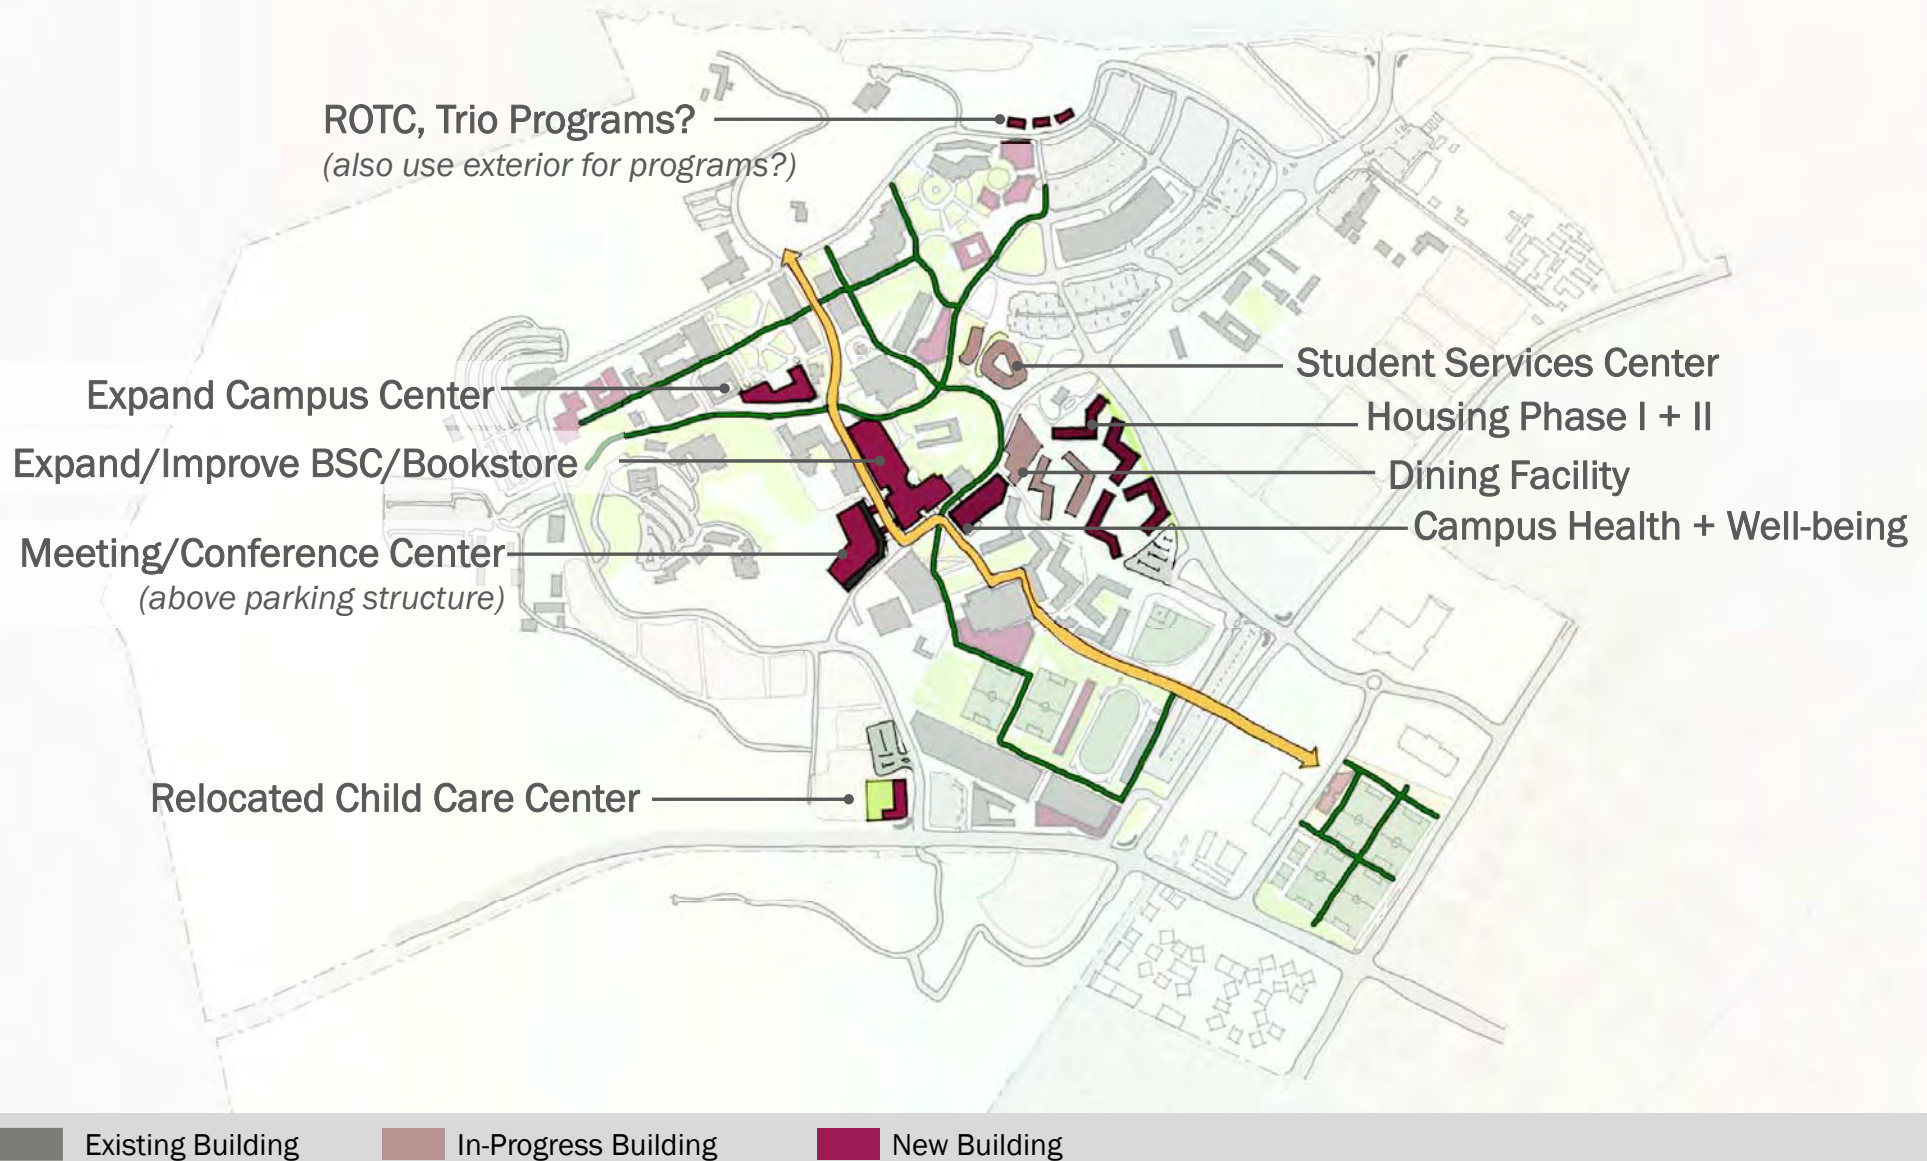 ROTC, Trio Programs?
(also use exterior for programs?)
Student Services Center
Expand Campus Center
Housing Phase I + II
Expand/Improve BSC/Bookstore
Dining Facility
Campus Health + Well-being
Meeting/Conference Center
(above parking structure)
Relocated Child Care Center
Existing Building
In-Progress Building
New Building